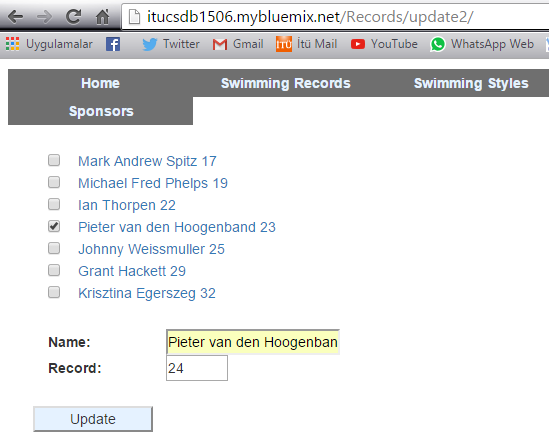 itucsdb1506.mybluemix.net/Records/update2/
Uygulamalar Twitter Gmail İTÜ İtü Mail YouTube WhatsApp Web
Home Swimming Records Swimming Styles
Sponsors
Mark Andrew Spitz 17
Michael Fred Phelps 19
Ian Thorpen 22
Pieter van den Hoogenband 23
Johnny Weissmuller 25
Grant Hackett 29
Krisztina Egerszeg 32
Name: Pieter van den Hoogenban
Record: 24
Update